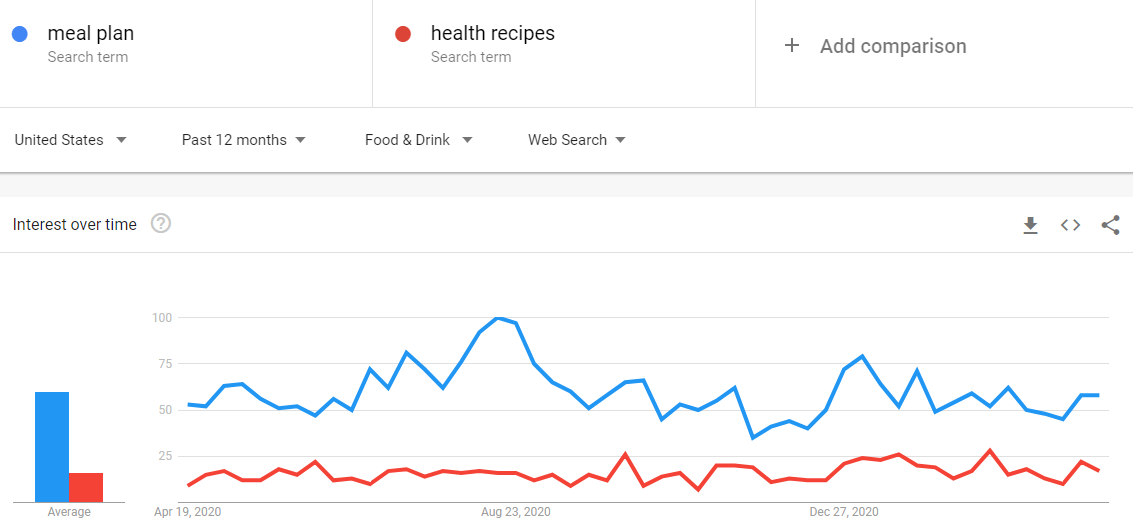 meal plan
Search term
health recipes
Search term
+ Add comparison
United States
Past 12 months
Food & Drink
Web Search
Interest over time
?
<>
100
75
50
25
Average
Apr 19, 2020
Aug 23, 2020
Dec 27, 2020